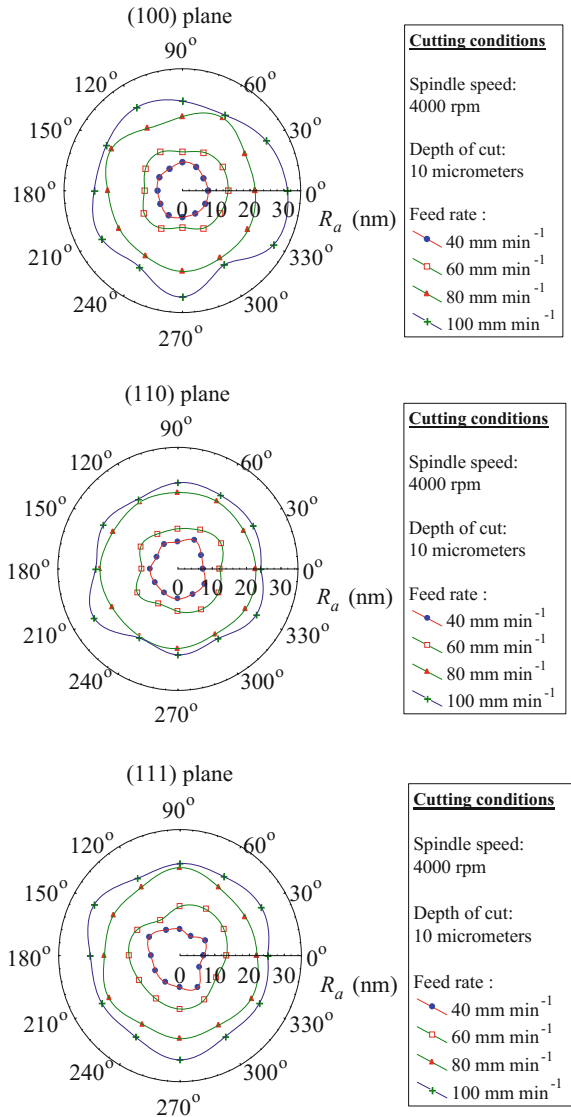 (100) plane
90°
120° 60°
150° 30°
180° 0°
0 10 20 30
R_a (nm)
210° 330°
240° 300°
270°
Cutting conditions
Spindle speed:
4000 rpm
Depth of cut:
10 micrometers
Feed rate :
40 mm min⁻¹
60 mm min⁻¹
80 mm min⁻¹
100 mm min⁻¹
(110) plane
90°
120° 60°
150° 30°
180° 0°
0 10 20 30
R_a (nm)
210° 330°
240° 300°
270°
Cutting conditions
Spindle speed:
4000 rpm
Depth of cut:
10 micrometers
Feed rate :
40 mm min⁻¹
60 mm min⁻¹
80 mm min⁻¹
100 mm min⁻¹
(111) plane
90°
120° 60°
150° 30°
180° 0°
0 10 20 30
R_a (nm)
210° 330°
240° 300°
270°
Cutting conditions
Spindle speed:
4000 rpm
Depth of cut:
10 micrometers
Feed rate :
40 mm min⁻¹
60 mm min⁻¹
80 mm min⁻¹
100 mm min⁻¹